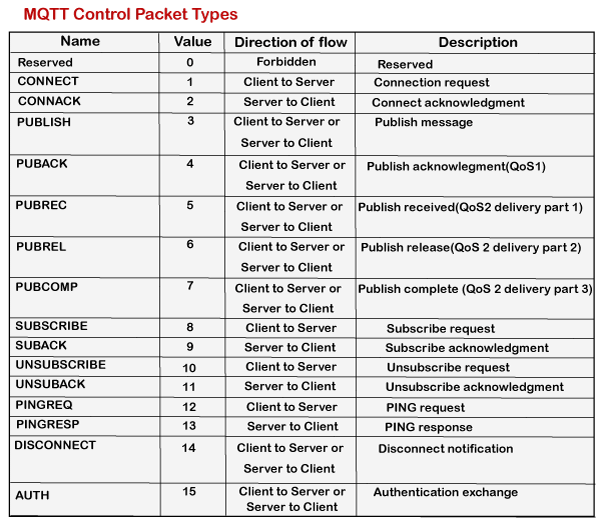 MQTT Control Packet Types
Name Value Direction of flow Description
Reserved 0 Forbidden Reserved
CONNECT 1 Client to Server Connection request
CONNACK 2 Server to Client Connect acknowledgment
PUBLISH 3 Client to Server or Publish message
Server to Client
PUBACK 4 Client to Server or Publish acknowlegment(QoS1)
Server to Client
PUBREC 5 Client to Server or Publish received(QoS2 delivery part 1)
Server to Client
PUBREL 6 Client to Server or Publish release(QoS 2 delivery part 2)
Server to Client
PUBCOMP 7 Client to Server or Publish complete (QoS 2 delivery part 3)
Server to Client
SUBSCRIBE 8 Client to Server Subscribe request
SUBACK 9 Server to Client Subscribe acknowledgment
UNSUBSCRIBE 10 Client to Server Unsubscribe request
UNSUBACK 11 Server to Client Unsubscribe acknowledgment
PINGREQ 12 Client to Server PING request
PINGRESP 13 Server to Client PING response
DISCONNECT 14 Client to Server or Disconnect notification
Server to Client
AUTH 15 Client to Server or Authentication exchange
Server to Client